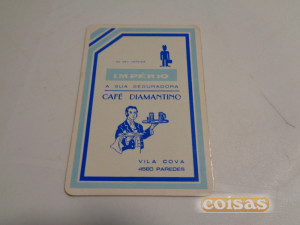 IMPÉRIO
A SUA SEGURADORA
CAFÉ DIAMANTINO
VILA COVA
4580 PAREDES
coisas